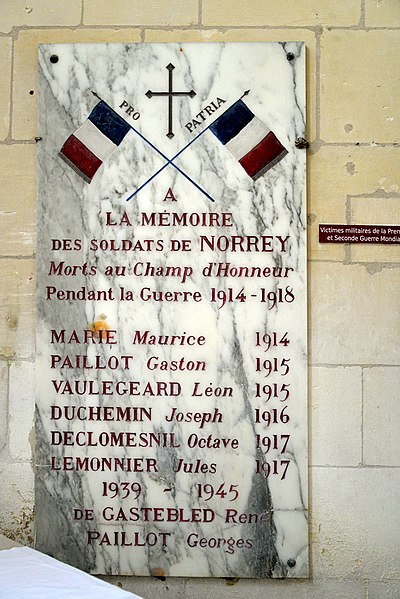 PRO PATRIA
A
LA MÉMOIRE
DES SOLDATS DE NORREY
Morts au Champ d'Honneur
Pendant la Guerre 1914-1918
MARIE Maurice 1914
PAILLOT Gaston 1915
VAULEGEARD Léon 1915
DUCHEMIN Joseph 1916
DECLOMESNIL Octave 1917
LEMONNIER Jules 1917
1939 - 1945
DE GASTEBLED René
PAILLOT Georges
Victimes militaires de la Prem
et Seconde Guerre Mondia